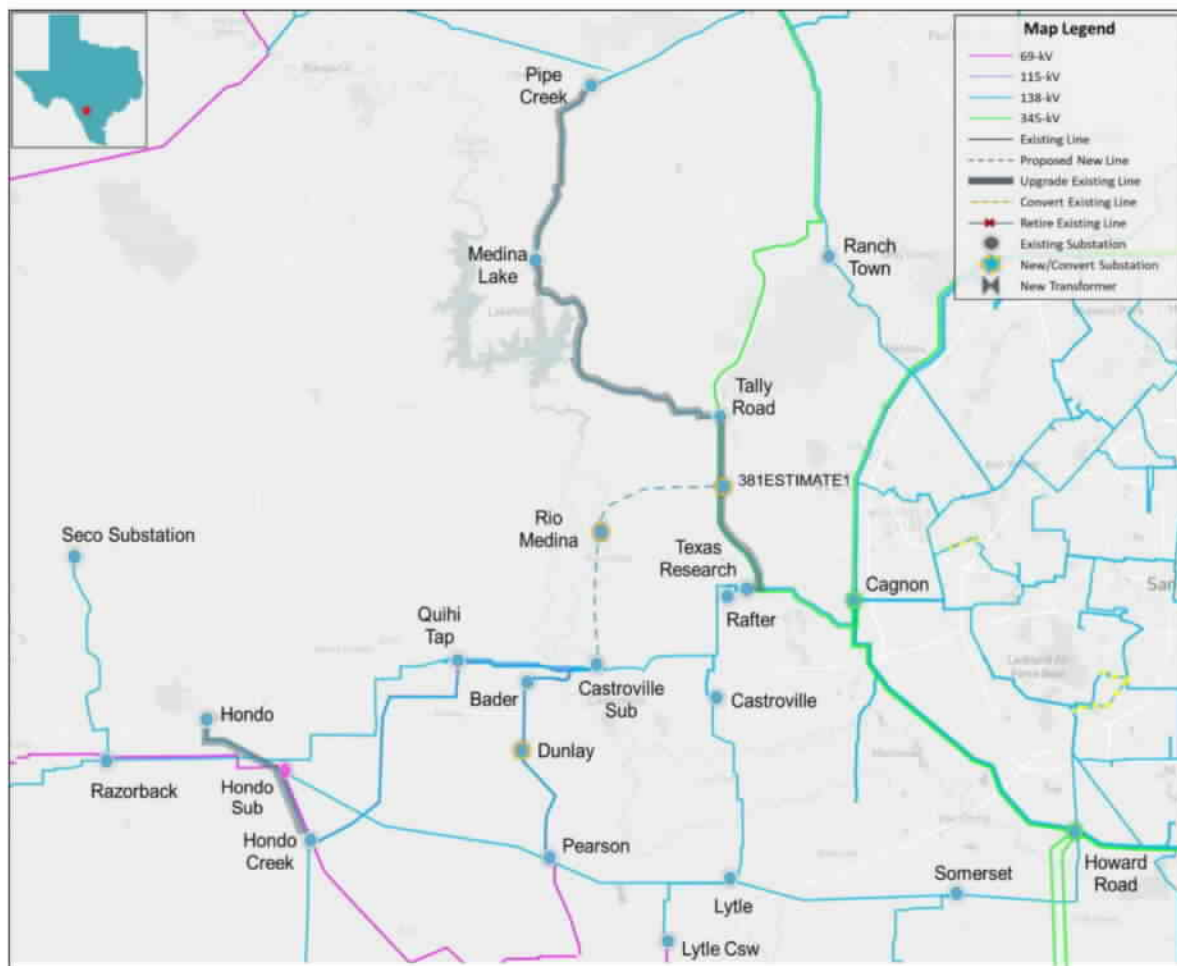 Map Legend
69-kV
115-kV
138-kV
345-kV
Existing Line
Proposed New Line
Upgrade Existing Line
Convert Existing Line
Retire Existing Line
Existing Substation
New/Convert Substation
New Transformer
Pipe
Creek
Medina
Lake
Ranch
Town
Tally
Road
381ESTIMATE1
Rio
Medina
Seco Substation
Texas
Research
Rafter
Cagnon
San
Quihi
Tap
Bader
Castroville
Sub
Castroville
Hondo
Dunlay
Razorback
Hondo
Sub
Hondo
Creek
Pearson
Lytle
Somerset
Howard
Road
Lytle Csw